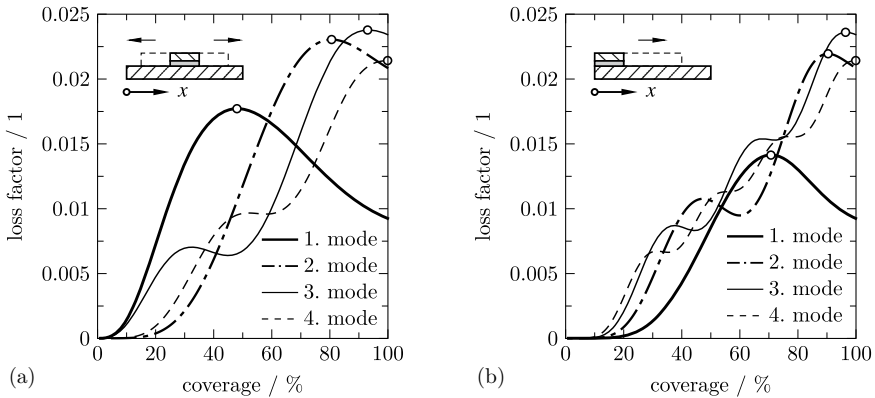 0.025
0.02
0.015
0.01
0.005
0
loss factor / 1
x
1. mode
2. mode
3. mode
4. mode
0 20 40 60 80 100
coverage / %
(a)
0.025
0.02
0.015
0.01
0.005
0
loss factor / 1
x
1. mode
2. mode
3. mode
4. mode
0 20 40 60 80 100
coverage / %
(b)